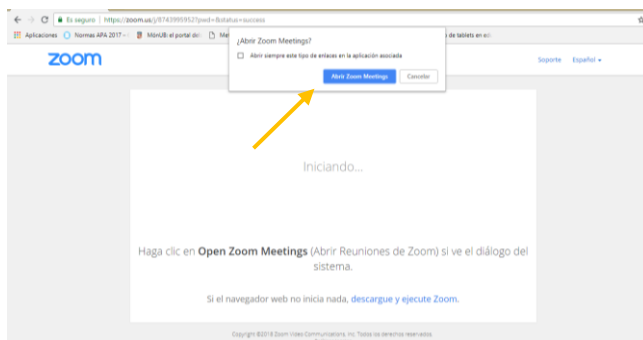 Es seguro | https://zoom.us/j/8743995952?pwd=&status=success
Aplicaciones Normas APA 2017 - MónUB: el portal del de tablets en es
¿Abrir Zoom Meetings?
Abrir siempre este tipo de enlaces en la aplicación asociada
Abrir Zoom Meetings Cancelar
zoom
Soporte Español
Iniciando...
Haga clic en Open Zoom Meetings (Abrir Reuniones de Zoom) si ve el diálogo del
sistema.
Si el navegador web no inicia nada, descargue y ejecute Zoom.
Copyright ©2018 Zoom Video Communications, Inc. Todos los derechos reservados.